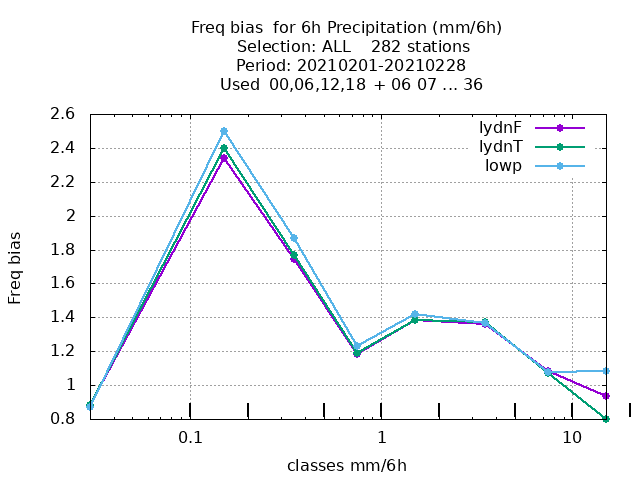 Freq bias  for 6h Precipitation (mm/6h)
Selection: ALL    282 stations
Period: 20210201-20210228
Used  00,06,12,18  + 06 07 ... 36
lydnF
lydnT
lowp
2.6
2.4
2.2
2
1.8
1.6
1.4
1.2
1
0.8
Freq bias
0.1
1
10
classes mm/6h